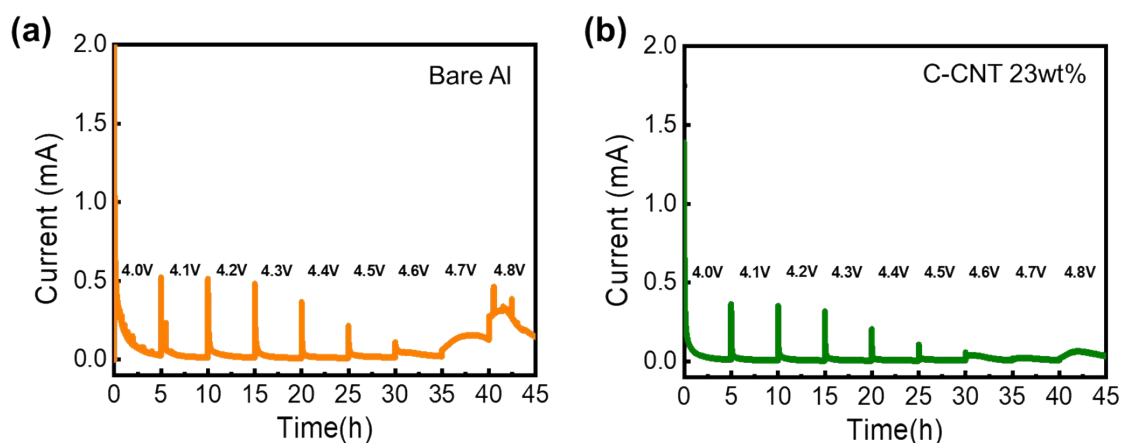 (a)
2.0
1.5
1.0
0.5
0.0
Current (mA)
Bare Al
4.0V 4.1V 4.2V 4.3V 4.4V 4.5V 4.6V 4.7V 4.8V
0 5 10 15 20 25 30 35 40 45
Time(h)
(b)
2.0
1.5
1.0
0.5
0.0
Current (mA)
C-CNT 23wt%
4.0V 4.1V 4.2V 4.3V 4.4V 4.5V 4.6V 4.7V 4.8V
0 5 10 15 20 25 30 35 40 45
Time(h)